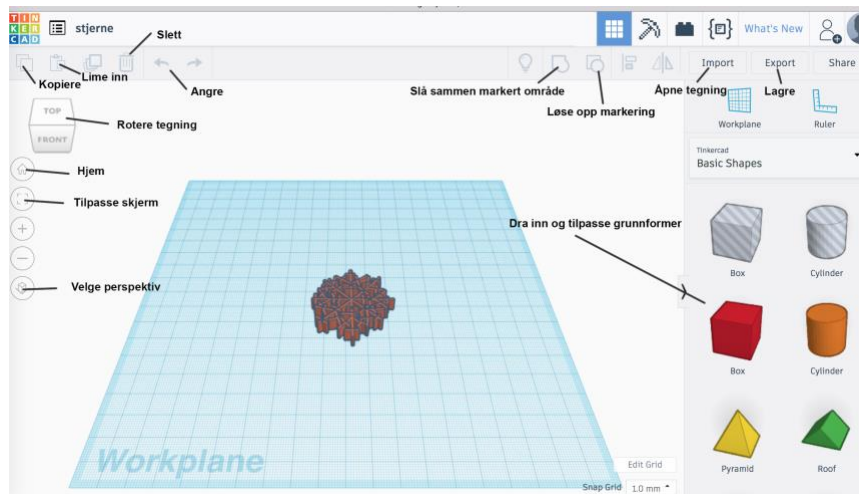 TIN
KER
CAD
stjerne
What's New
Slett
Kopiere
Lime inn
Angre
Slå sammen markert område
Løse opp markering
Import
Export
Share
Åpne tegning
Lagre
TOP
FRONT
Rotere tegning
Workplane
Ruler
Tinkercad
Basic Shapes
Hjem
Tilpasse skjerm
Velge perspektiv
Dra inn og tilpasse grunnformer
Box
Cylinder
Box
Cylinder
Pyramid
Roof
Workplane
Edit Grid
Snap Grid 1.0 mm